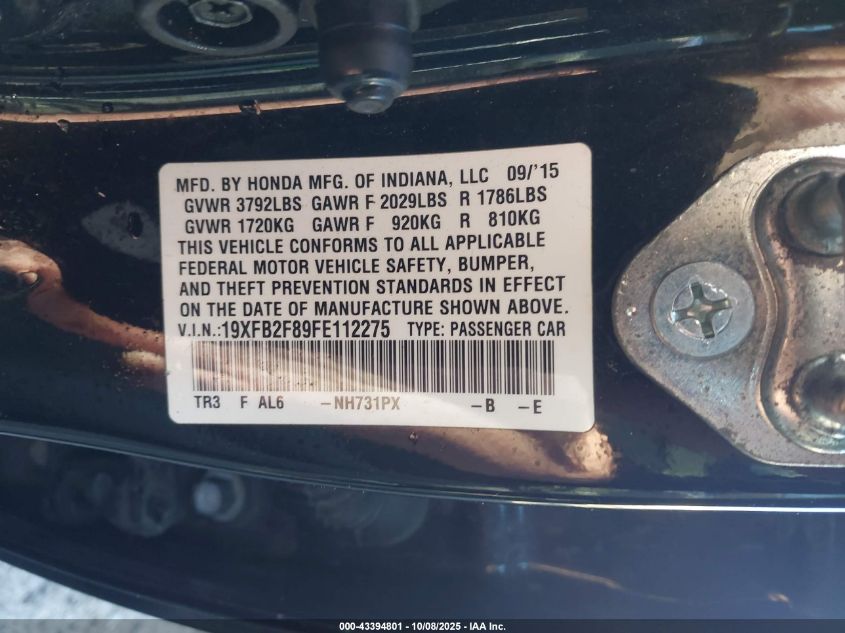 MFD. BY HONDA MFG. OF INDIANA, LLC 09/'15
GVWR 3792LBS GAWR F 2029LBS R 1786LBS
GVWR 1720KG GAWR F 920KG R 810KG
THIS VEHICLE CONFORMS TO ALL APPLICABLE
FEDERAL MOTOR VEHICLE SAFETY, BUMPER,
AND THEFT PREVENTION STANDARDS IN EFFECT
ON THE DATE OF MANUFACTURE SHOWN ABOVE.
V.I.N.:19XFB2F89FE112275 TYPE: PASSENGER CAR
TR3 F AL6 -NH731PX -B -E
000-43394801 - 10/08/2025 - IAA Inc.